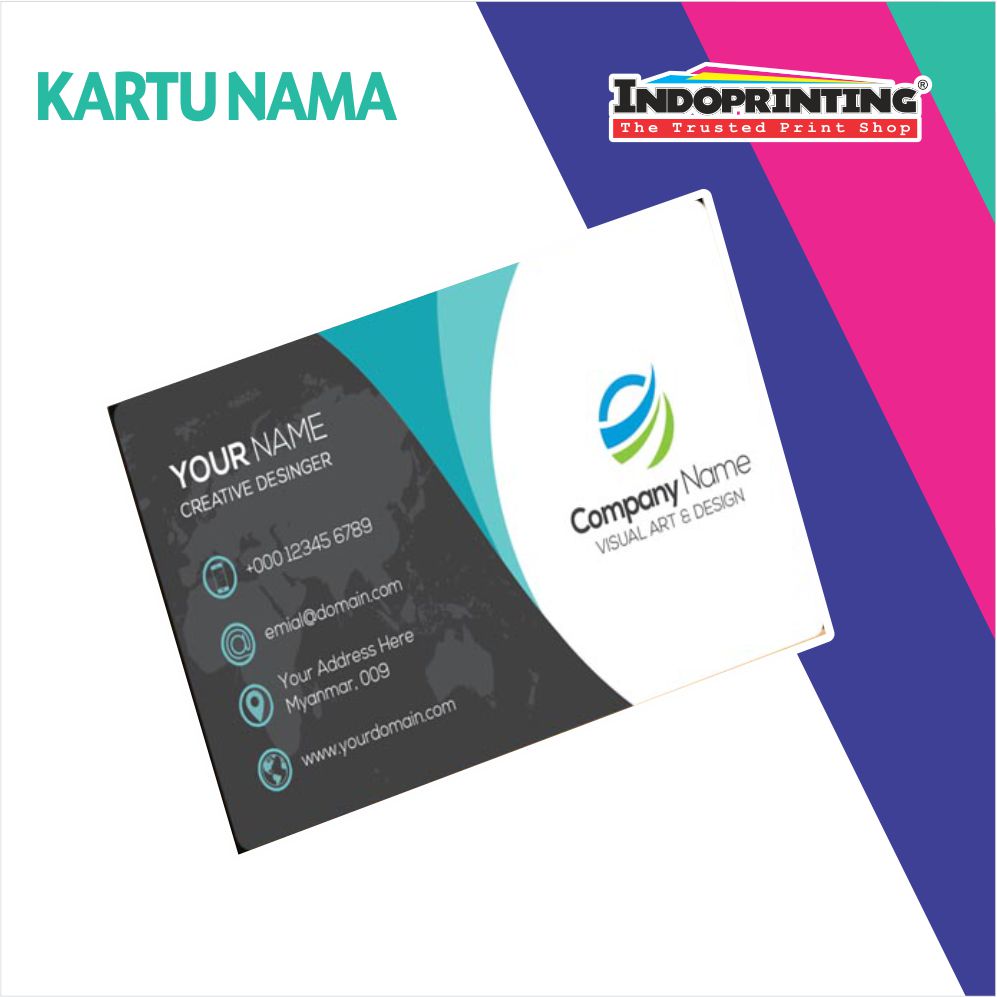 KARTU NAMA
INDOPRINTING®
The Trusted Print Shop
YOUR NAME
CREATIVE DESINGER
+000 12345 6789
emial@domain.com
Your Address Here
Myanmar, 009
www.yourdomain.com
Company Name
VISUAL ART & DESIGN